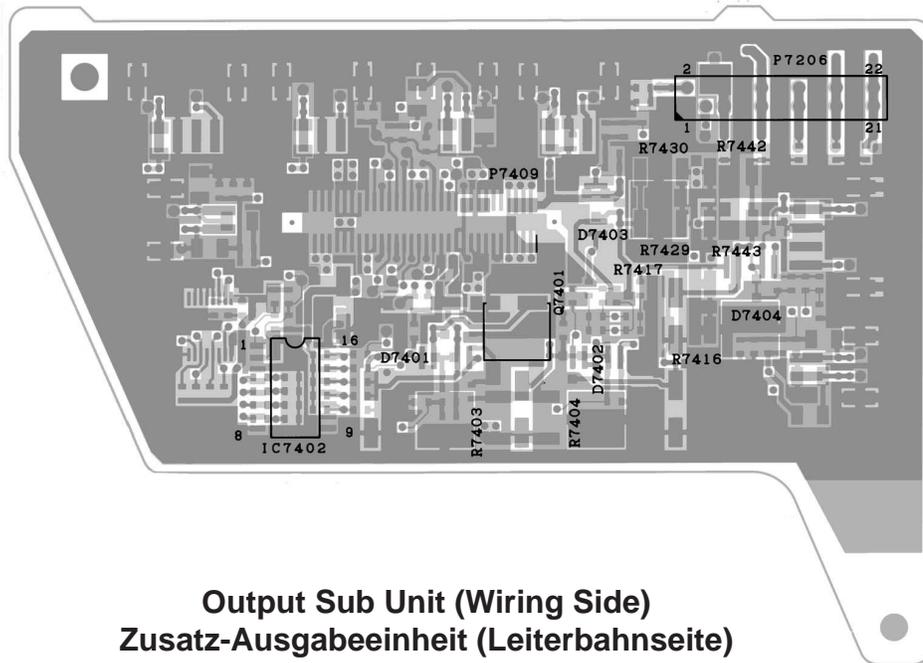 P7206
2 22
1 21
R7430 R7442
P7409
D7403
R7429 R7443
R7417
Q7401
D7404
1 16
D7401 D7402 R7416
R7403 R7404
8 9
IC7402
Output Sub Unit (Wiring Side)
Zusatz-Ausgabeeinheit (Leiterbahnseite)